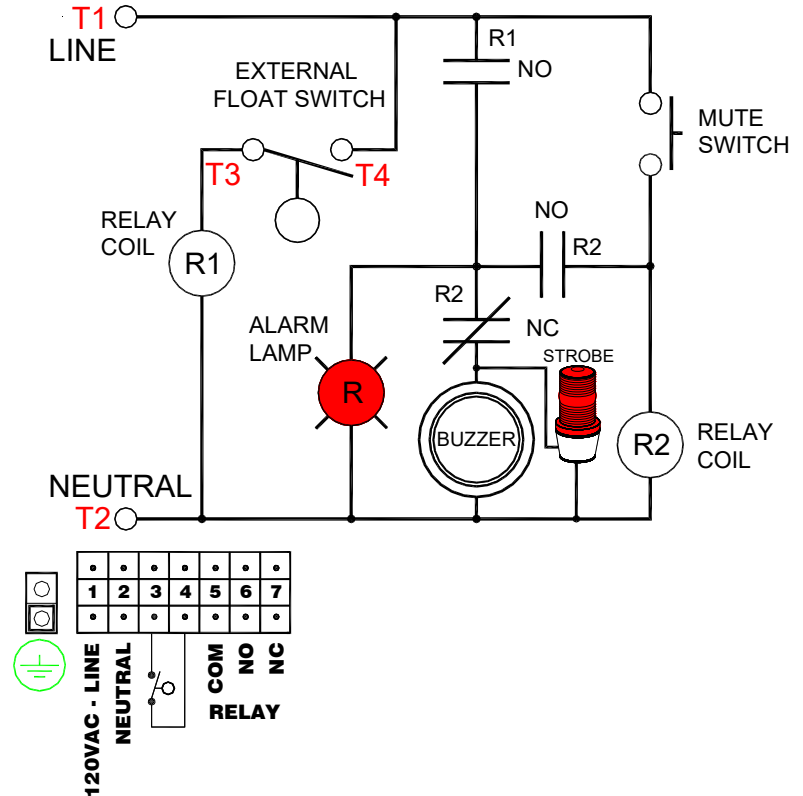 T1
LINE
EXTERNAL
FLOAT SWITCH
R1
NO
MUTE
SWITCH
T3
T4
RELAY
COIL
R1
NO
R2
R2
NC
ALARM
LAMP
STROBE
R
BUZZER
R2
RELAY
COIL
NEUTRAL
T2
1 2 3 4 5 6 7
120VAC - LINE
NEUTRAL
COM
NO
NC
RELAY